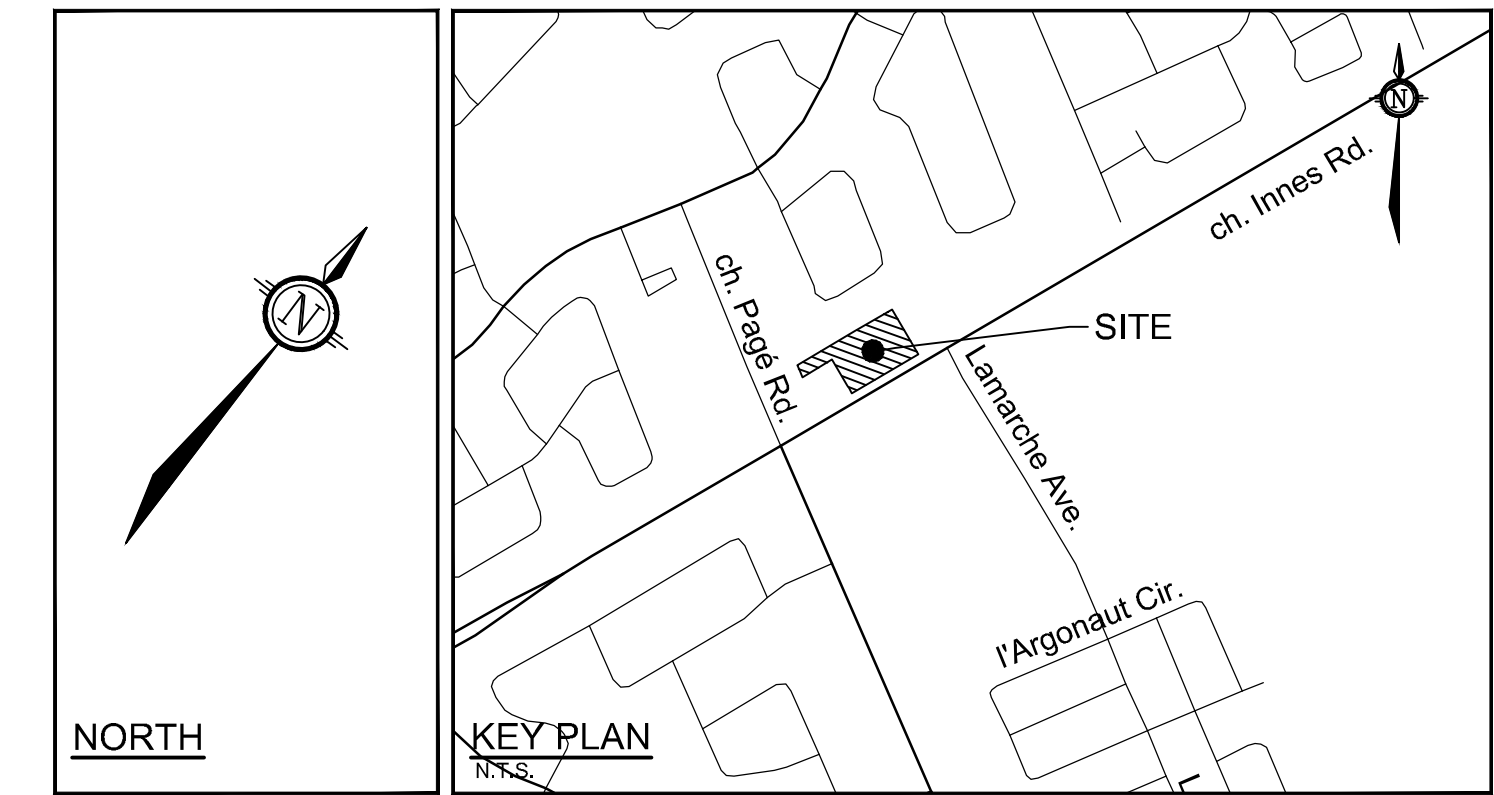 N
NORTH
N
ch. Innes Rd.
ch. Pagé Rd.
SITE
Lamarche Ave.
l'Argonaut Cir.
KEY PLAN
N.T.S.
L